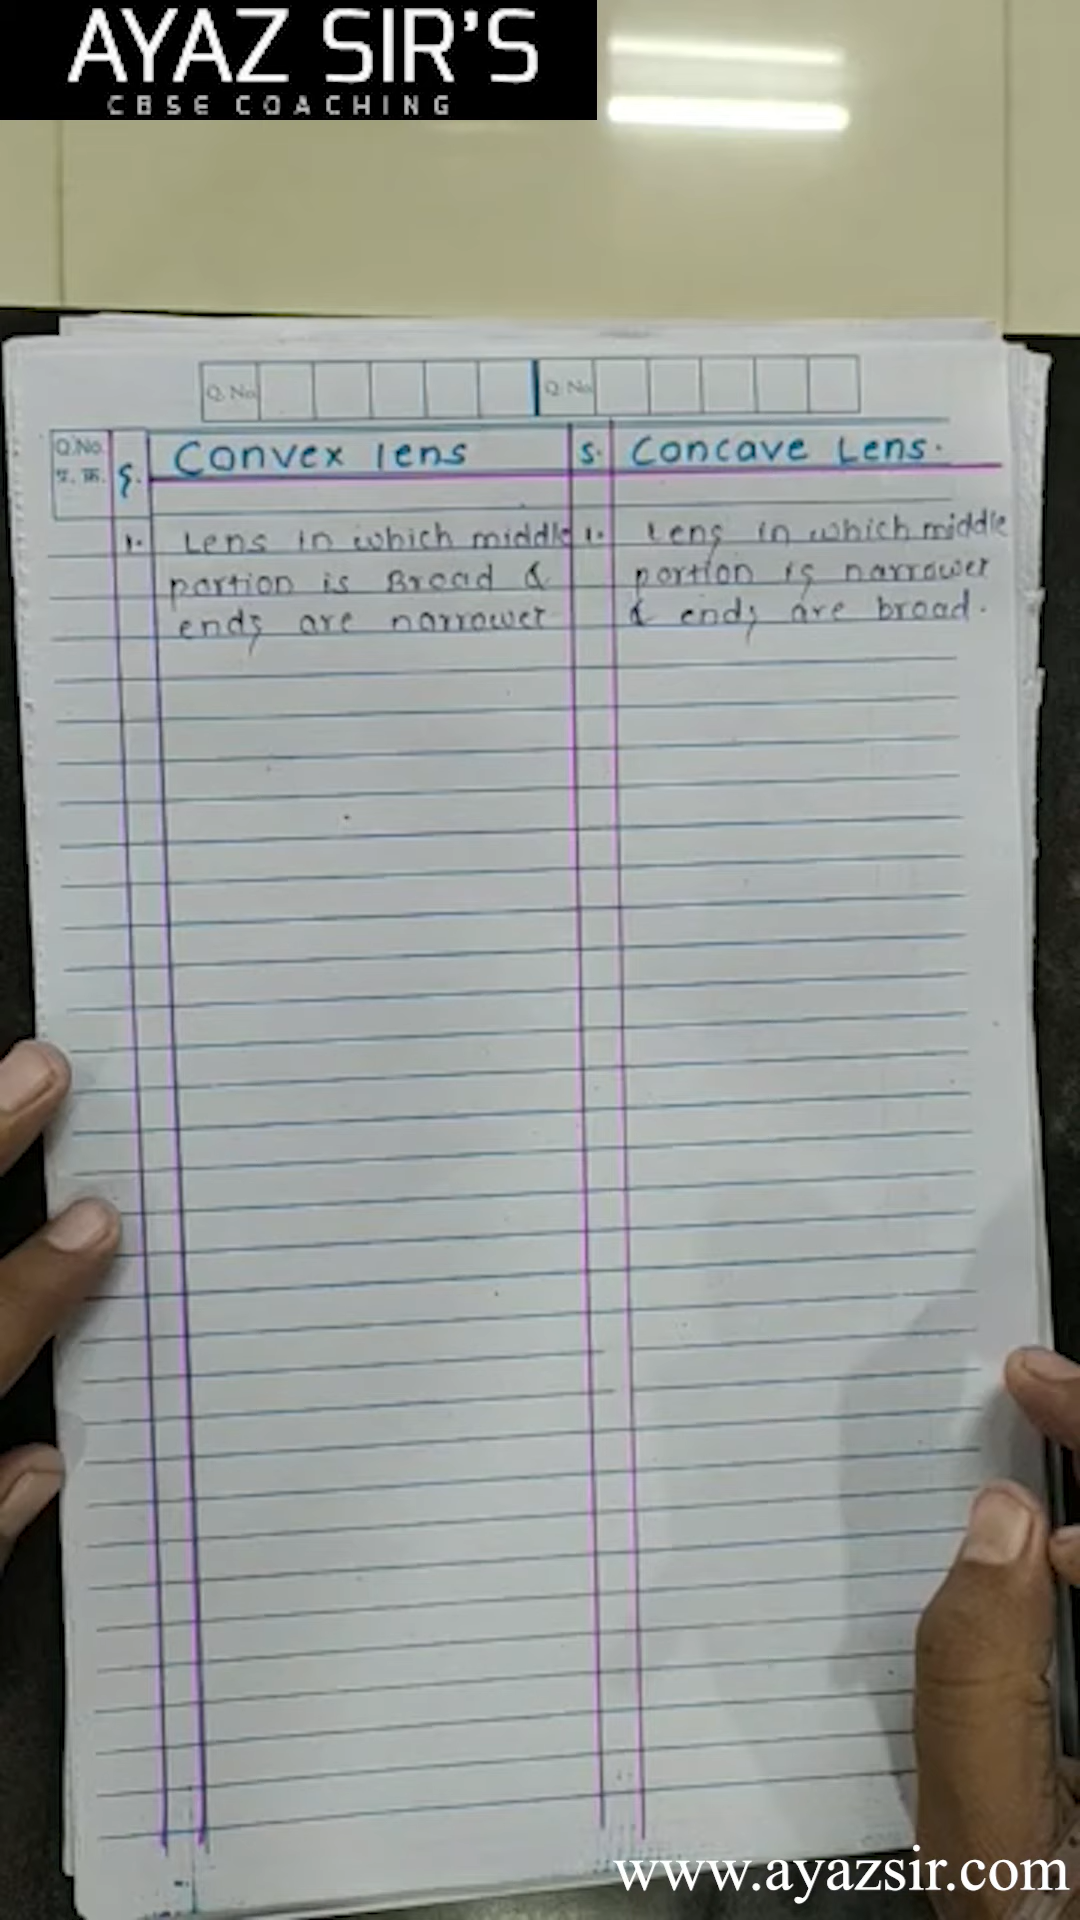 AYAZ SIR'S
CBSE COACHING
Q. No Q. No
Q.No.
प्र. क्र.
S. Convex lens S. Concave Lens.
1. Lens in which middle 1. Lens in which middle
portion is Broad & portion is narrower
ends are narrower & ends are broad.
www.ayazsir.com